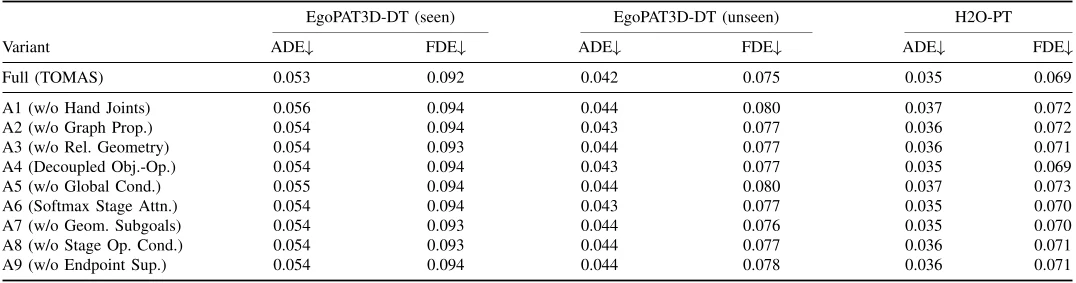 EgoPAT3D-DT (seen) EgoPAT3D-DT (unseen) H2O-PT
Variant ADE↓ FDE↓ ADE↓ FDE↓ ADE↓ FDE↓
Full (TOMAS) 0.053 0.092 0.042 0.075 0.035 0.069
A1 (w/o Hand Joints) 0.056 0.094 0.044 0.080 0.037 0.072
A2 (w/o Graph Prop.) 0.054 0.094 0.043 0.077 0.036 0.072
A3 (w/o Rel. Geometry) 0.054 0.093 0.044 0.077 0.036 0.071
A4 (Decoupled Obj.-Op.) 0.054 0.094 0.043 0.077 0.035 0.069
A5 (w/o Global Cond.) 0.055 0.094 0.044 0.080 0.037 0.073
A6 (Softmax Stage Attn.) 0.054 0.094 0.043 0.077 0.035 0.070
A7 (w/o Geom. Subgoals) 0.054 0.093 0.044 0.076 0.035 0.070
A8 (w/o Stage Op. Cond.) 0.054 0.093 0.044 0.077 0.036 0.071
A9 (w/o Endpoint Sup.) 0.054 0.094 0.044 0.078 0.036 0.071